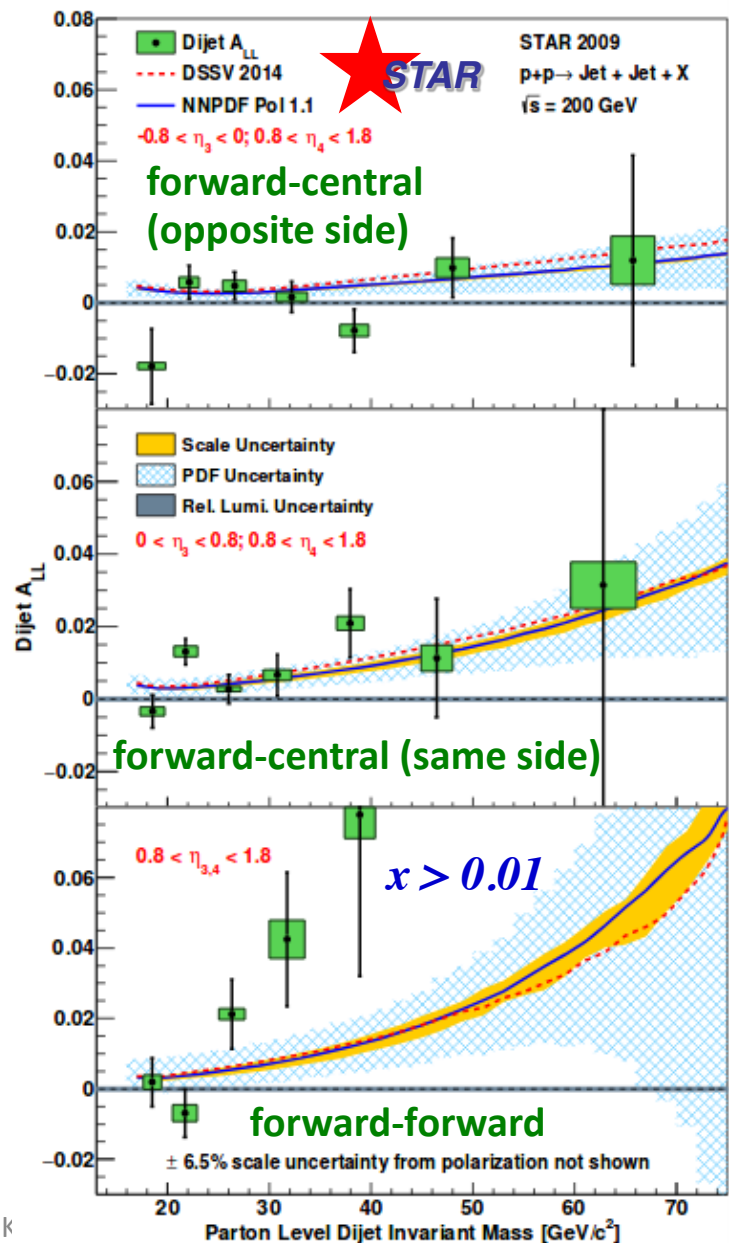 0.08
Dijet A_LL
DSSV 2014
NNPDF Pol 1.1
STAR
STAR 2009
p+p→ Jet + Jet + X
√s = 200 GeV
-0.8 < η_3 < 0; 0.8 < η_4 < 1.8
forward-central
(opposite side)
0.06
0.04
0.02
0
−0.02
Scale Uncertainty
PDF Uncertainty
Rel. Lumi. Uncertainty
0 < η_3 < 0.8; 0.8 < η_4 < 1.8
0.06
0.04
0.02
0
−0.02
Dijet A_LL
forward-central (same side)
0.8 < η_3,4 < 1.8
x > 0.01
0.06
0.04
0.02
0
−0.02
forward-forward
± 6.5% scale uncertainty from polarization not shown
20 30 40 50 60 70
Parton Level Dijet Invariant Mass [GeV/c²]